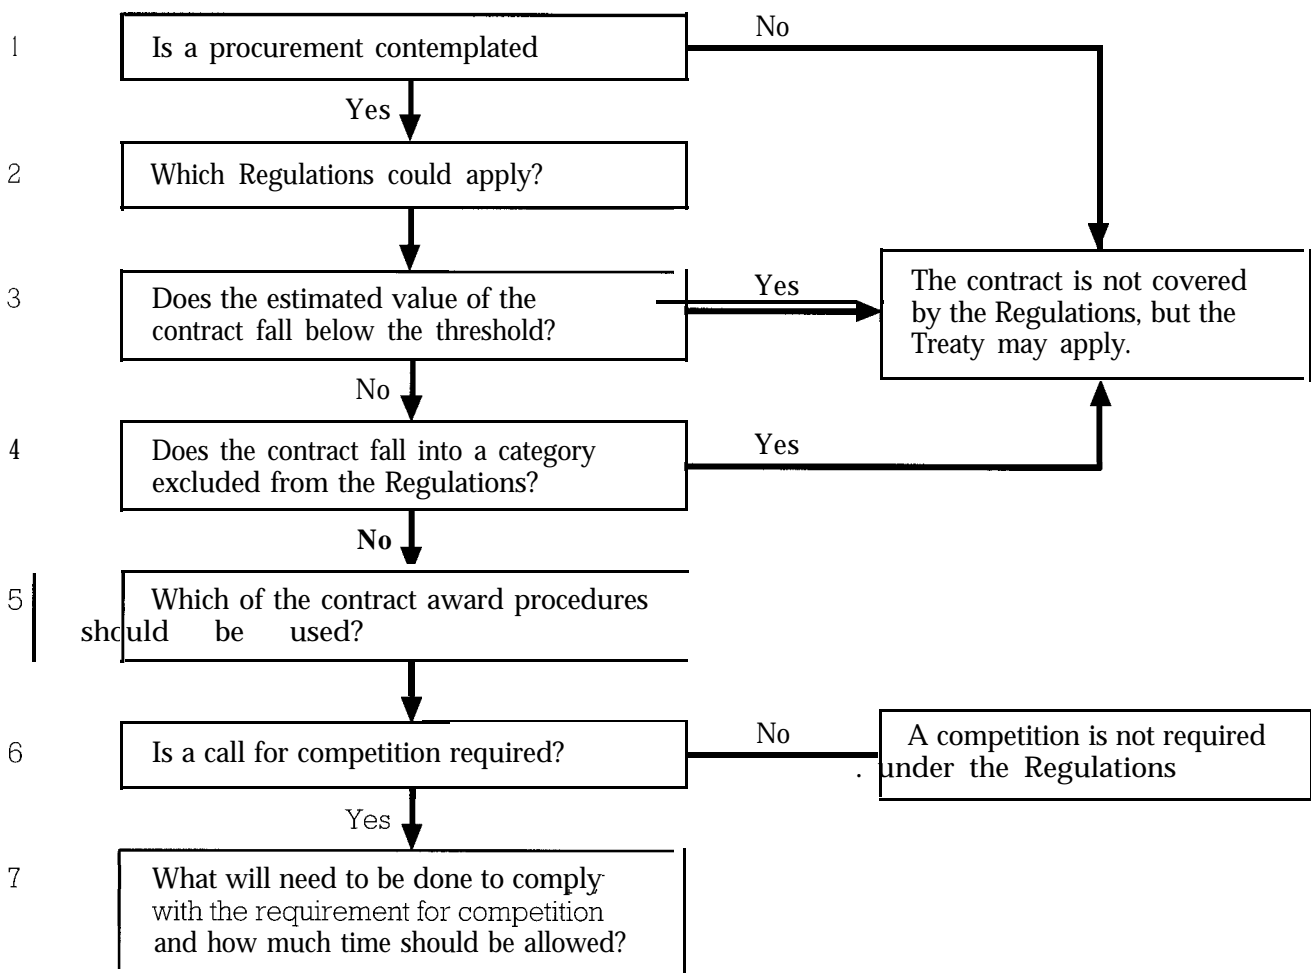 1
Is a procurement contemplated
No
Yes
2
Which Regulations could apply?
3
Does the estimated value of the
contract fall below the threshold?
Yes
The contract is not covered
by the Regulations, but the
Treaty may apply.
No
4
Does the contract fall into a category
excluded from the Regulations?
Yes
No
5
Which of the contract award procedures
should be used?
6
Is a call for competition required?
No
A competition is not required
. under the Regulations
Yes
7
What will need to be done to comply
with the requirement for competition
and how much time should be allowed?